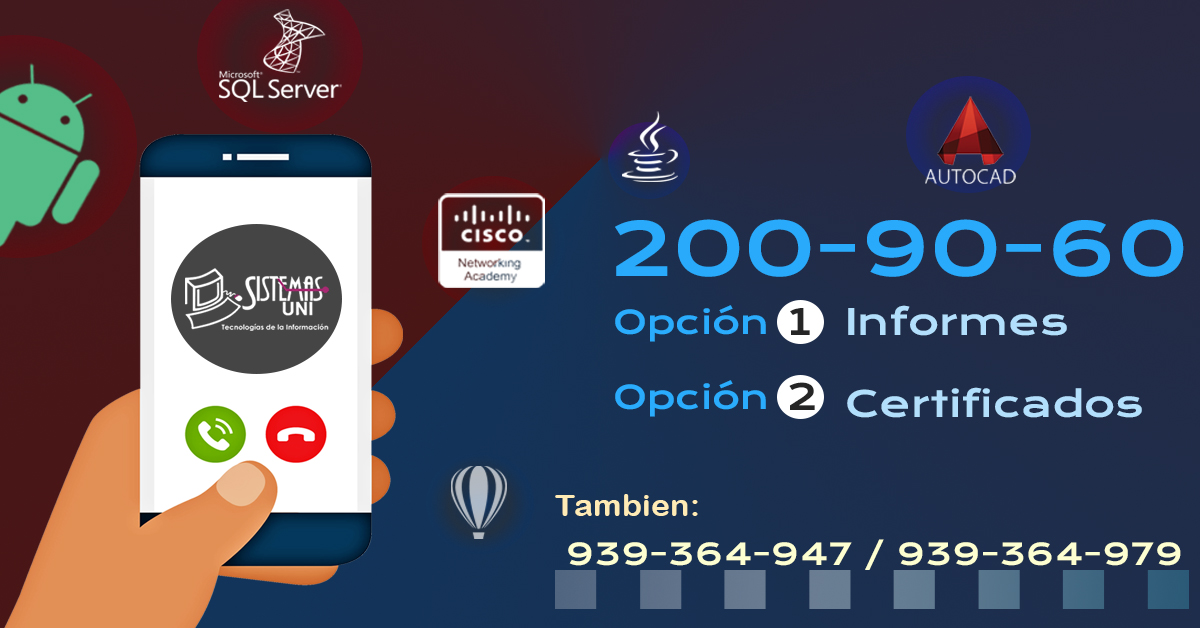 Microsoft®
SQL Server
SISTEMAS
UNI
Tecnologías de la Información
CISCO
Networking
Academy
AUTOCAD
200-90-60
Opción 1 Informes
Opción 2 Certificados
Tambien:
939-364-947 / 939-364-979